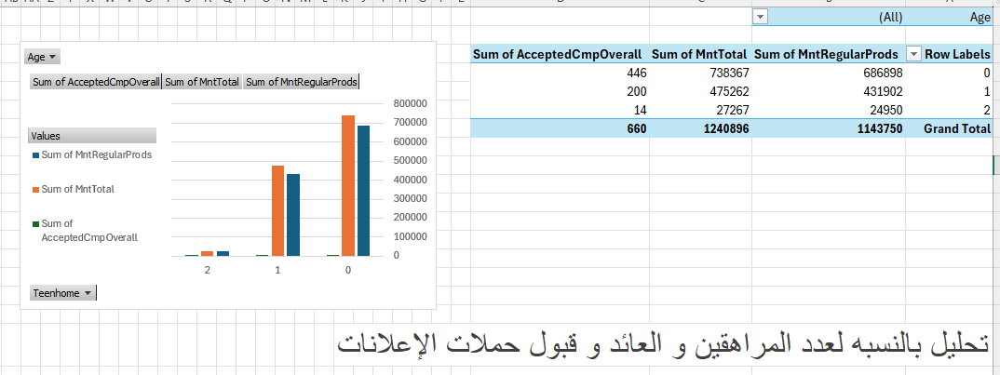 Age (All)
Row Labels Sum of MntRegularProds Sum of MntTotal Sum of AcceptedCmpOverall
0 686898 738367 446
1 431902 475262 200
2 24950 27267 14
Grand Total 1143750 1240896 660
Age
Sum of AcceptedCmpOverall Sum of MntTotal Sum of MntRegularProds
Values
Sum of MntRegularProds
Sum of MntTotal
Sum of
AcceptedCmpOverall
800000
700000
600000
500000
400000
300000
200000
100000
0
2 1 0
Teenhome
تحليل بالنسبه لعدد المراهقين و العائد و قبول حملات الإعلانات